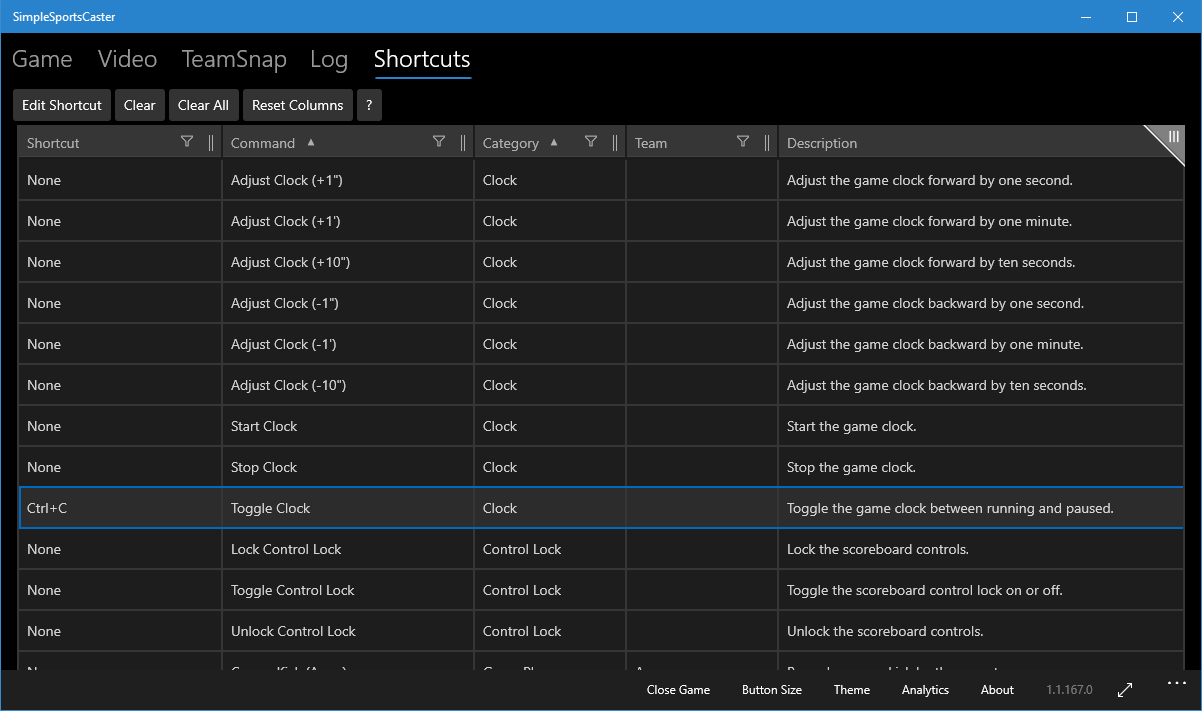 SimpleSportsCaster
Game Video TeamSnap Log Shortcuts
Edit Shortcut Clear Clear All Reset Columns ?
Shortcut Command Category Team Description
None Adjust Clock (+1") Clock Adjust the game clock forward by one second.
None Adjust Clock (+1') Clock Adjust the game clock forward by one minute.
None Adjust Clock (+10") Clock Adjust the game clock forward by ten seconds.
None Adjust Clock (-1") Clock Adjust the game clock backward by one second.
None Adjust Clock (-1') Clock Adjust the game clock backward by one minute.
None Adjust Clock (-10") Clock Adjust the game clock backward by ten seconds.
None Start Clock Clock Start the game clock.
None Stop Clock Clock Stop the game clock.
Ctrl+C Toggle Clock Clock Toggle the game clock between running and paused.
None Lock Control Lock Control Lock Lock the scoreboard controls.
None Toggle Control Lock Control Lock Toggle the scoreboard control lock on or off.
None Unlock Control Lock Control Lock Unlock the scoreboard controls.
Close Game Button Size Theme Analytics About 1.1.167.0